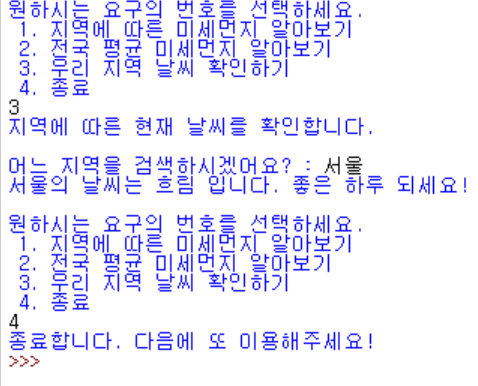 원하시는 요구의 번호를 선택하세요.
1. 지역에 따른 미세먼지 알아보기
2. 전국 평균 미세먼지 알아보기
3. 우리 지역 날씨 확인하기
4. 종료
3
지역에 따른 현재 날씨를 확인합니다.
어느 지역을 검색하시겠어요? : 서울
서울의 날씨는 흐림 입니다. 좋은 하루 되세요!
원하시는 요구의 번호를 선택하세요.
1. 지역에 따른 미세먼지 알아보기
2. 전국 평균 미세먼지 알아보기
3. 우리 지역 날씨 확인하기
4. 종료
4
종료합니다. 다음에 또 이용해주세요!
>>>